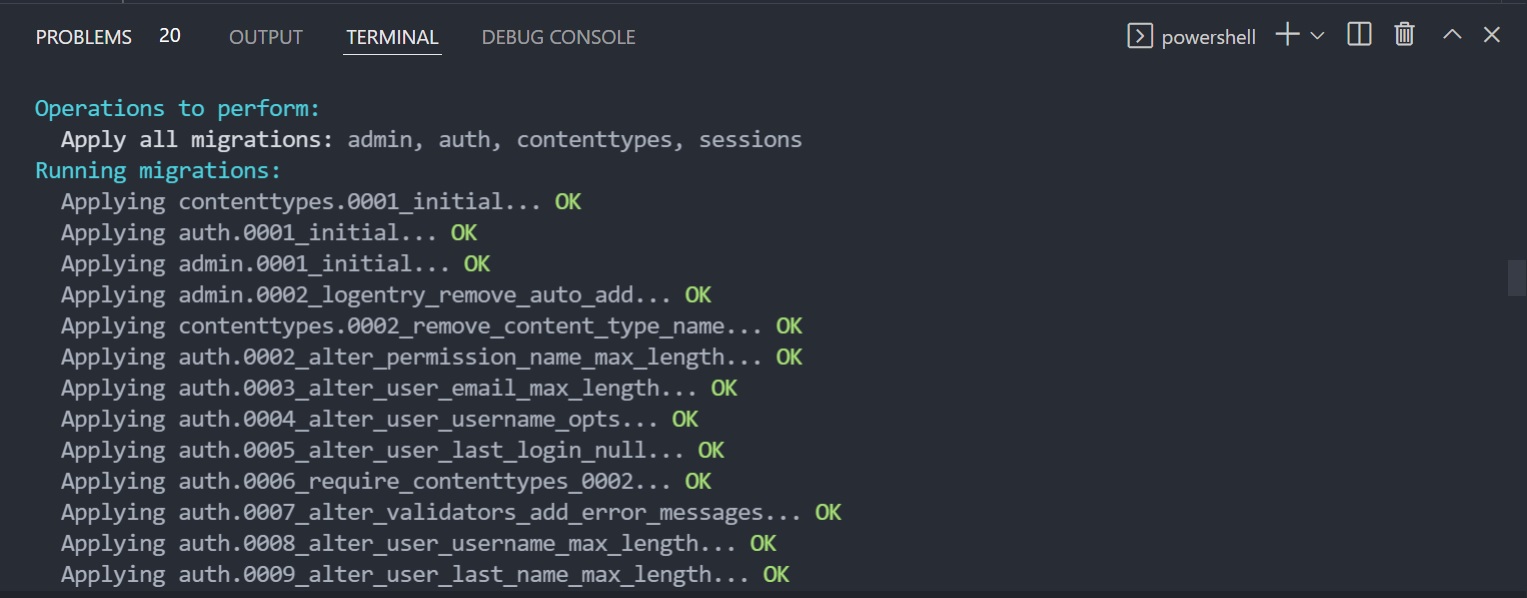 PROBLEMS 20 OUTPUT TERMINAL DEBUG CONSOLE powershell
Operations to perform:
Apply all migrations: admin, auth, contenttypes, sessions
Running migrations:
Applying contenttypes.0001_initial... OK
Applying auth.0001_initial... OK
Applying admin.0001_initial... OK
Applying admin.0002_logentry_remove_auto_add... OK
Applying contenttypes.0002_remove_content_type_name... OK
Applying auth.0002_alter_permission_name_max_length... OK
Applying auth.0003_alter_user_email_max_length... OK
Applying auth.0004_alter_user_username_opts... OK
Applying auth.0005_alter_user_last_login_null... OK
Applying auth.0006_require_contenttypes_0002... OK
Applying auth.0007_alter_validators_add_error_messages... OK
Applying auth.0008_alter_user_username_max_length... OK
Applying auth.0009_alter_user_last_name_max_length... OK